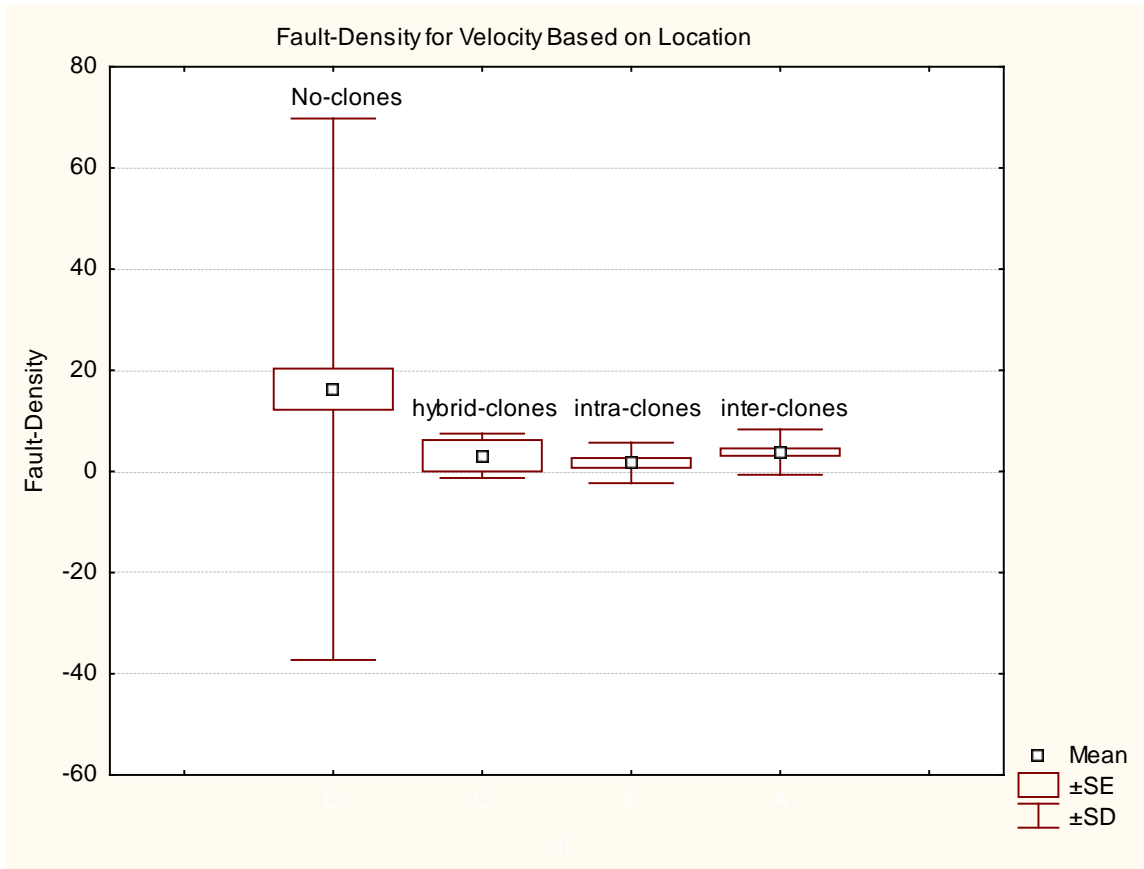 Fault-Density for Velocity Based on Location
80
No-clones
60
40
20
hybrid-clones intra-clones inter-clones
0
-20
-40
-60
Fault-Density
D C B A
All
Mean
±SE
±SD